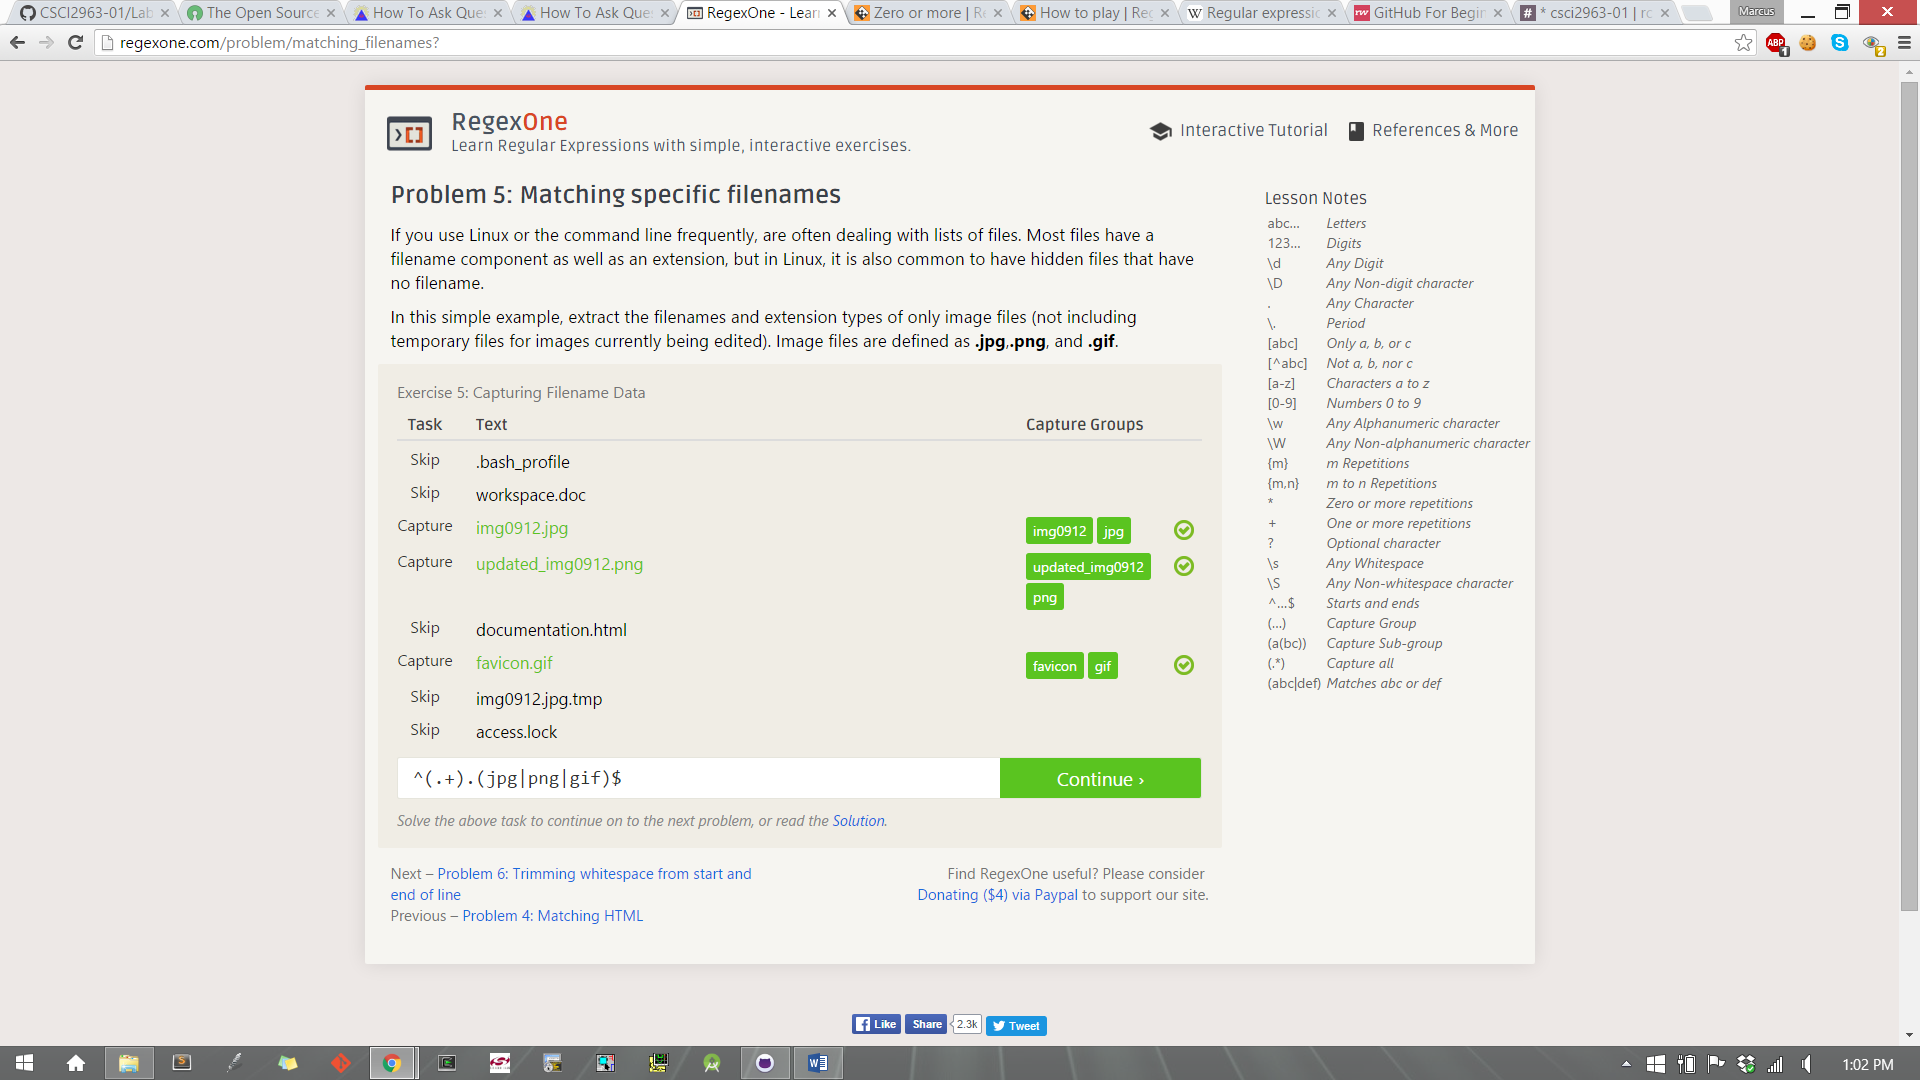 CSCI2963-01/Lab
The Open Source
How To Ask Que
How To Ask Que
RegexOne - Lear
Zero or more | Re
How to play | Reg
Regular expressio
GitHub For Begin
* csci2963-01 | rc
Marcus
regexone.com/problem/matching_filenames?
RegexOne
Learn Regular Expressions with simple, interactive exercises.
Interactive Tutorial
References & More
Problem 5: Matching specific filenames
If you use Linux or the command line frequently, are often dealing with lists of files. Most files have a
filename component as well as an extension, but in Linux, it is also common to have hidden files that have
no filename.
In this simple example, extract the filenames and extension types of only image files (not including
temporary files for images currently being edited). Image files are defined as .jpg,.png, and .gif.
Exercise 5: Capturing Filename Data
Task Text Capture Groups
Skip .bash_profile
Skip workspace.doc
Capture img0912.jpg img0912 jpg
Capture updated_img0912.png updated_img0912
png
Skip documentation.html
Capture favicon.gif favicon gif
Skip img0912.jpg.tmp
Skip access.lock
^(.+).(jpg|png|gif)$ Continue ›
Solve the above task to continue on to the next problem, or read the Solution.
Next – Problem 6: Trimming whitespace from start and
end of line
Previous – Problem 4: Matching HTML
Find RegexOne useful? Please consider
Donating ($4) via Paypal to support our site.
Lesson Notes
abc... Letters
123... Digits
\d Any Digit
\D Any Non-digit character
. Any Character
\. Period
[abc] Only a, b, or c
[^abc] Not a, b, nor c
[a-z] Characters a to z
[0-9] Numbers 0 to 9
\w Any Alphanumeric character
\W Any Non-alphanumeric character
{m} m Repetitions
{m,n} m to n Repetitions
* Zero or more repetitions
+ One or more repetitions
? Optional character
\s Any Whitespace
\S Any Non-whitespace character
^...$ Starts and ends
(...) Capture Group
(a(bc)) Capture Sub-group
(.*) Capture all
(abc|def) Matches abc or def
Like Share 2.3k Tweet
1:02 PM